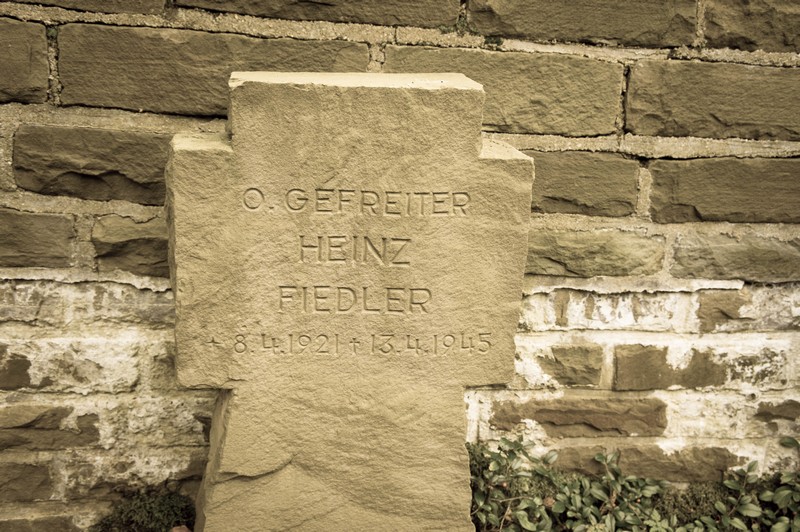 O. GEFREITER
HEINZ
FIEDLER
+ 8.4.1921 † 13.4.1945